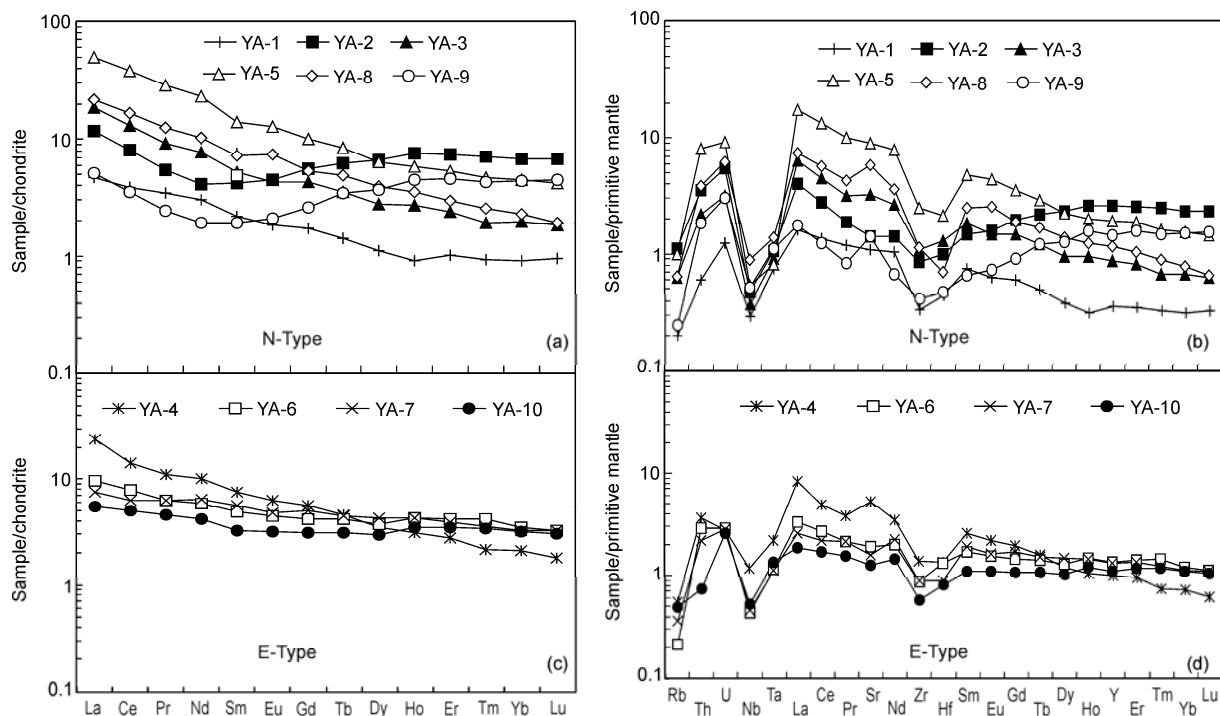 100
10
1
0.1
Sample/chondrite
YA-1 YA-2 YA-3
YA-5 YA-8 YA-9
N-Type
(a)
100
10
1
0.1
Sample/primitive mantle
YA-1 YA-2 YA-3
YA-5 YA-8 YA-9
N-Type
(b)
10
1
0.1
Sample/chondrite
YA-4 YA-6 YA-7 YA-10
E-Type
(c)
La Ce Pr Nd Sm Eu Gd Tb Dy Ho Er Tm Yb Lu
10
1
0.1
Sample/primitive mantle
YA-4 YA-6 YA-7 YA-10
E-Type
(d)
Rb Th U Nb Ta La Ce Pr Sr Nd Zr Hf Sm Eu Gd Tb Dy Ho Y Er Tm Yb Lu